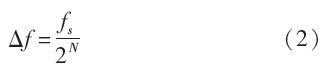 Δf = f_s / 2^N (2)